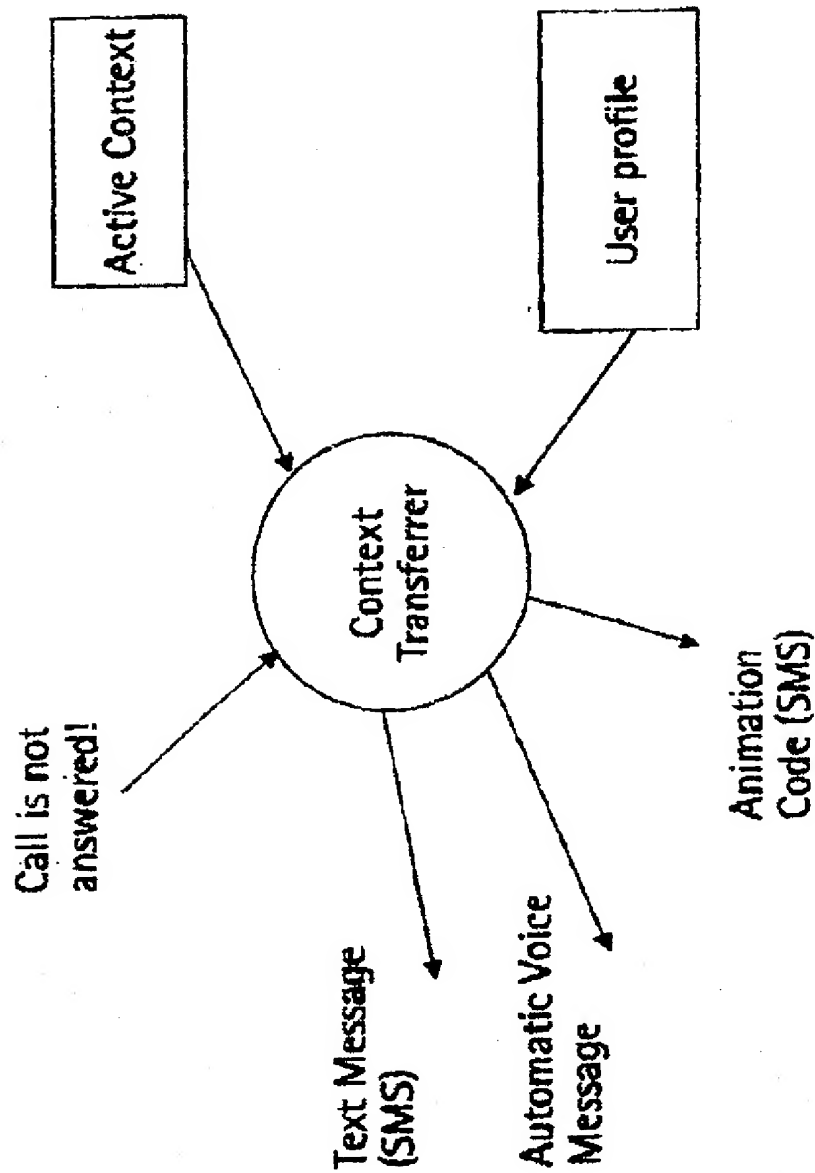 Call is not
answered!
Active Context
Context
Transferrer
User profile
Text Message
(SMS)
Automatic Voice
Message
Animation
Code (SMS)